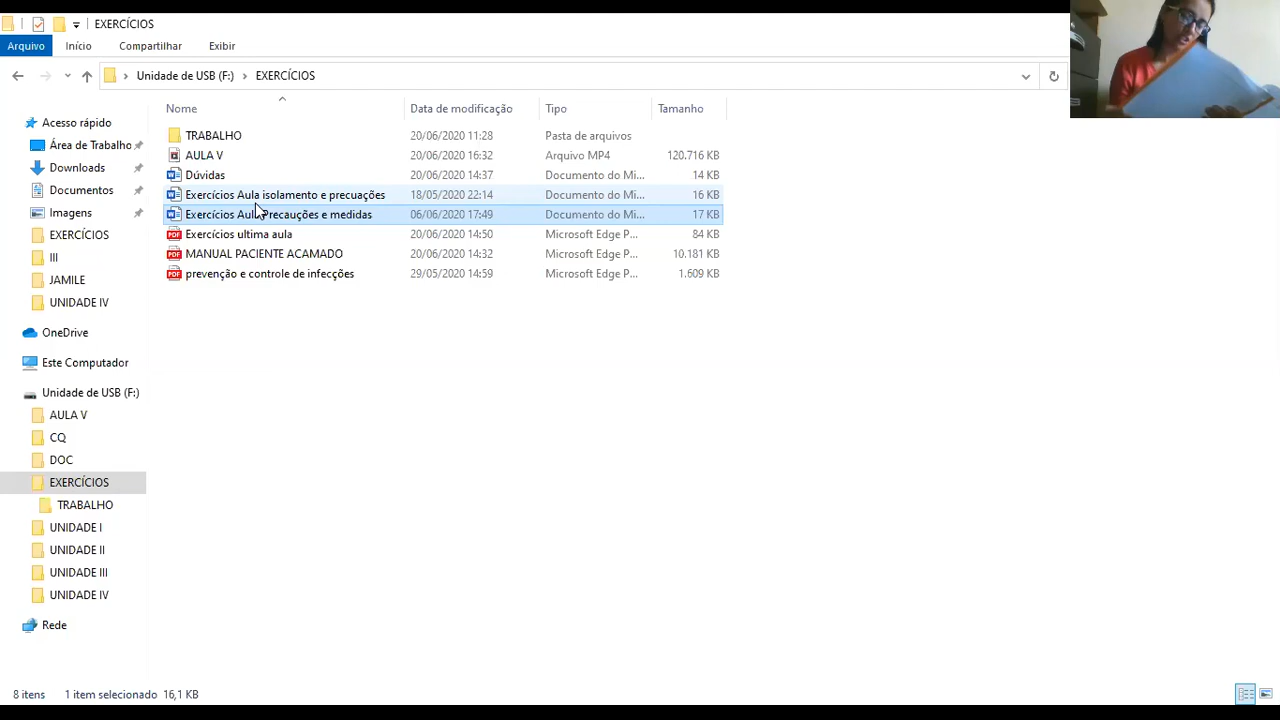 EXERCÍCIOS
Arquivo Início Compartilhar Exibir
Unidade de USB (F:) EXERCÍCIOS
Nome Data de modificação Tipo Tamanho
TRABALHO 20/06/2020 11:28 Pasta de arquivos
AULA V 20/06/2020 16:32 Arquivo MP4 120.716 KB
Dúvidas 20/06/2020 14:37 Documento do Mi... 14 KB
Exercícios Aula isolamento e precuações 18/05/2020 22:14 Documento do Mi... 16 KB
Exercícios Aula Precauções e medidas 06/06/2020 17:49 Documento do Mi... 17 KB
Exercícios ultima aula 20/06/2020 14:50 Microsoft Edge P... 84 KB
MANUAL PACIENTE ACAMADO 20/06/2020 14:32 Microsoft Edge P... 10.181 KB
prevenção e controle de infecções 29/05/2020 14:59 Microsoft Edge P... 1.609 KB
Acesso rápido
Área de Trabalho
Downloads
Documentos
Imagens
EXERCÍCIOS
III
JAMILE
UNIDADE IV
OneDrive
Este Computador
Unidade de USB (F:)
AULA V
CQ
DOC
EXERCÍCIOS
TRABALHO
UNIDADE I
UNIDADE II
UNIDADE III
UNIDADE IV
Rede
8 itens 1 item selecionado 16,1 KB